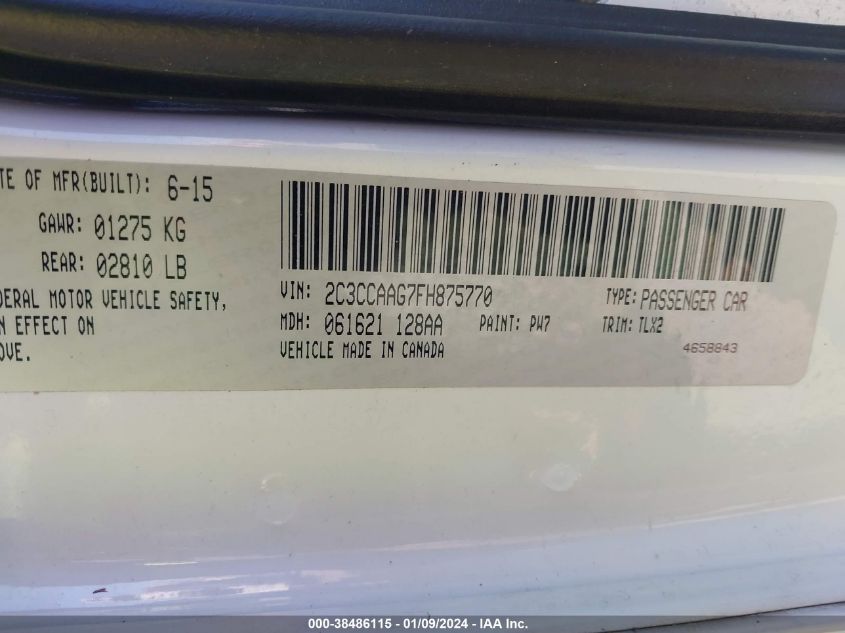 TE OF MFR(BUILT): 6-15
GAWR: 01275 KG
REAR: 02810 LB
DERAL MOTOR VEHICLE SAFETY,
N EFFECT ON
OVE.
VIN: 2C3CCAAG7FH875770 TYPE: PASSENGER CAR
MDH: 061621 128AA PAINT: PW7 TRIM: TLX2
VEHICLE MADE IN CANADA 4658843
000-38486115 - 01/09/2024 - IAA Inc.